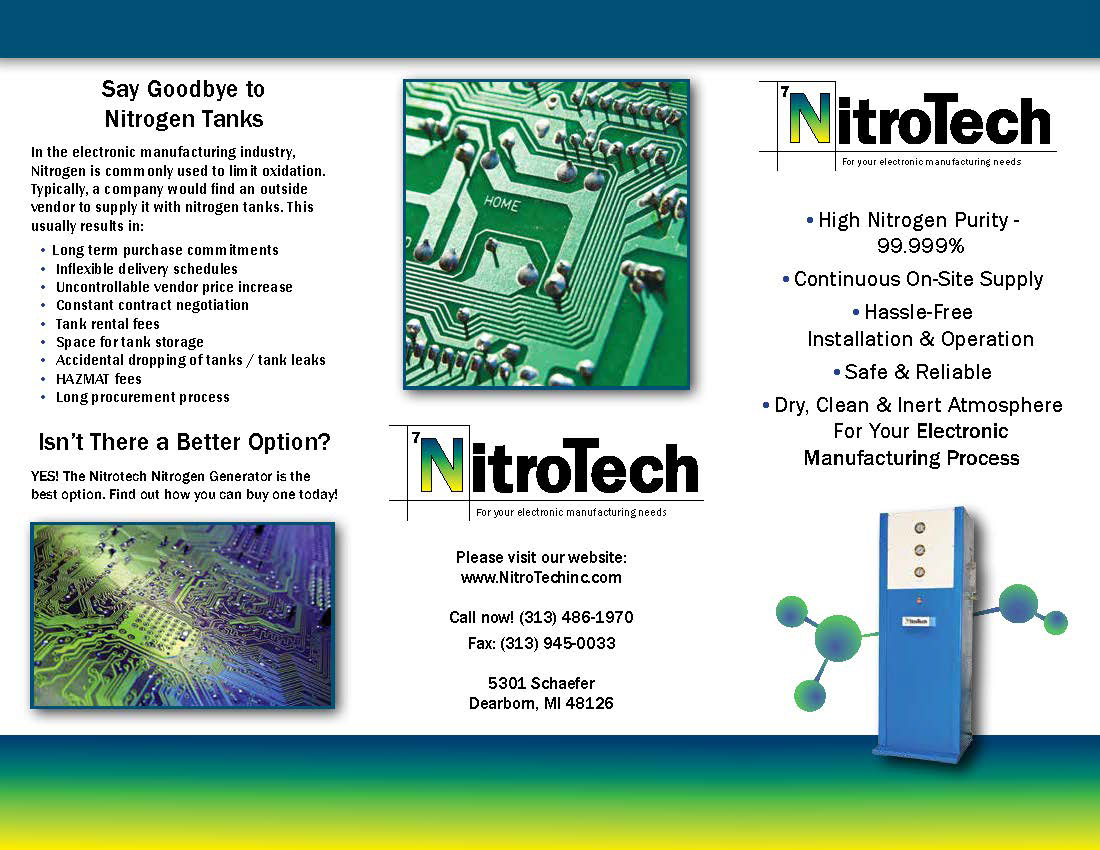 Say Goodbye to
Nitrogen Tanks
In the electronic manufacturing industry,
Nitrogen is commonly used to limit oxidation.
Typically, a company would find an outside
vendor to supply it with nitrogen tanks. This
usually results in:
• Long term purchase commitments
• Inflexible delivery schedules
• Uncontrollable vendor price increase
• Constant contract negotiation
• Tank rental fees
• Space for tank storage
• Accidental dropping of tanks / tank leaks
• HAZMAT fees
• Long procurement process
Isn't There a Better Option?
YES! The Nitrotech Nitrogen Generator is the
best option. Find out how you can buy one today!
HOME
7
NitroTech
For your electronic manufacturing needs
Please visit our website:
www.NitroTechinc.com
Call now! (313) 486-1970
Fax: (313) 945-0033
5301 Schaefer
Dearborn, MI 48126
7
NitroTech
For your electronic manufacturing needs
• High Nitrogen Purity -
99.999%
• Continuous On-Site Supply
• Hassle-Free
Installation & Operation
• Safe & Reliable
• Dry, Clean & Inert Atmosphere
For Your Electronic
Manufacturing Process
NitroTech